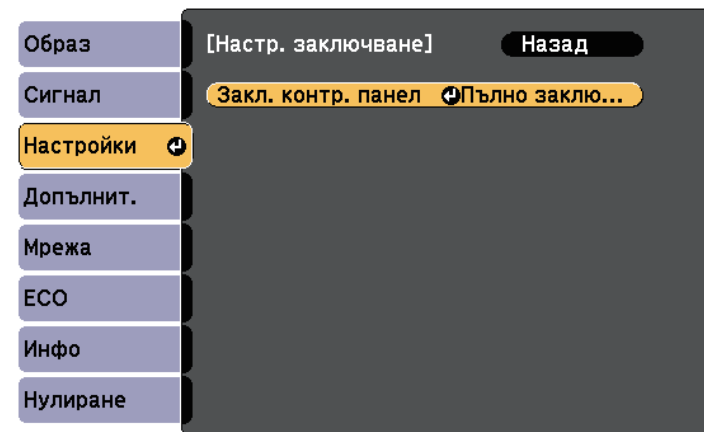 Образ
[Настр. заключване] Назад
Сигнал
Закл. контр. панел Пълно заклю...
Настройки
Допълнит.
Мрежа
ECO
Инфо
Нулиране